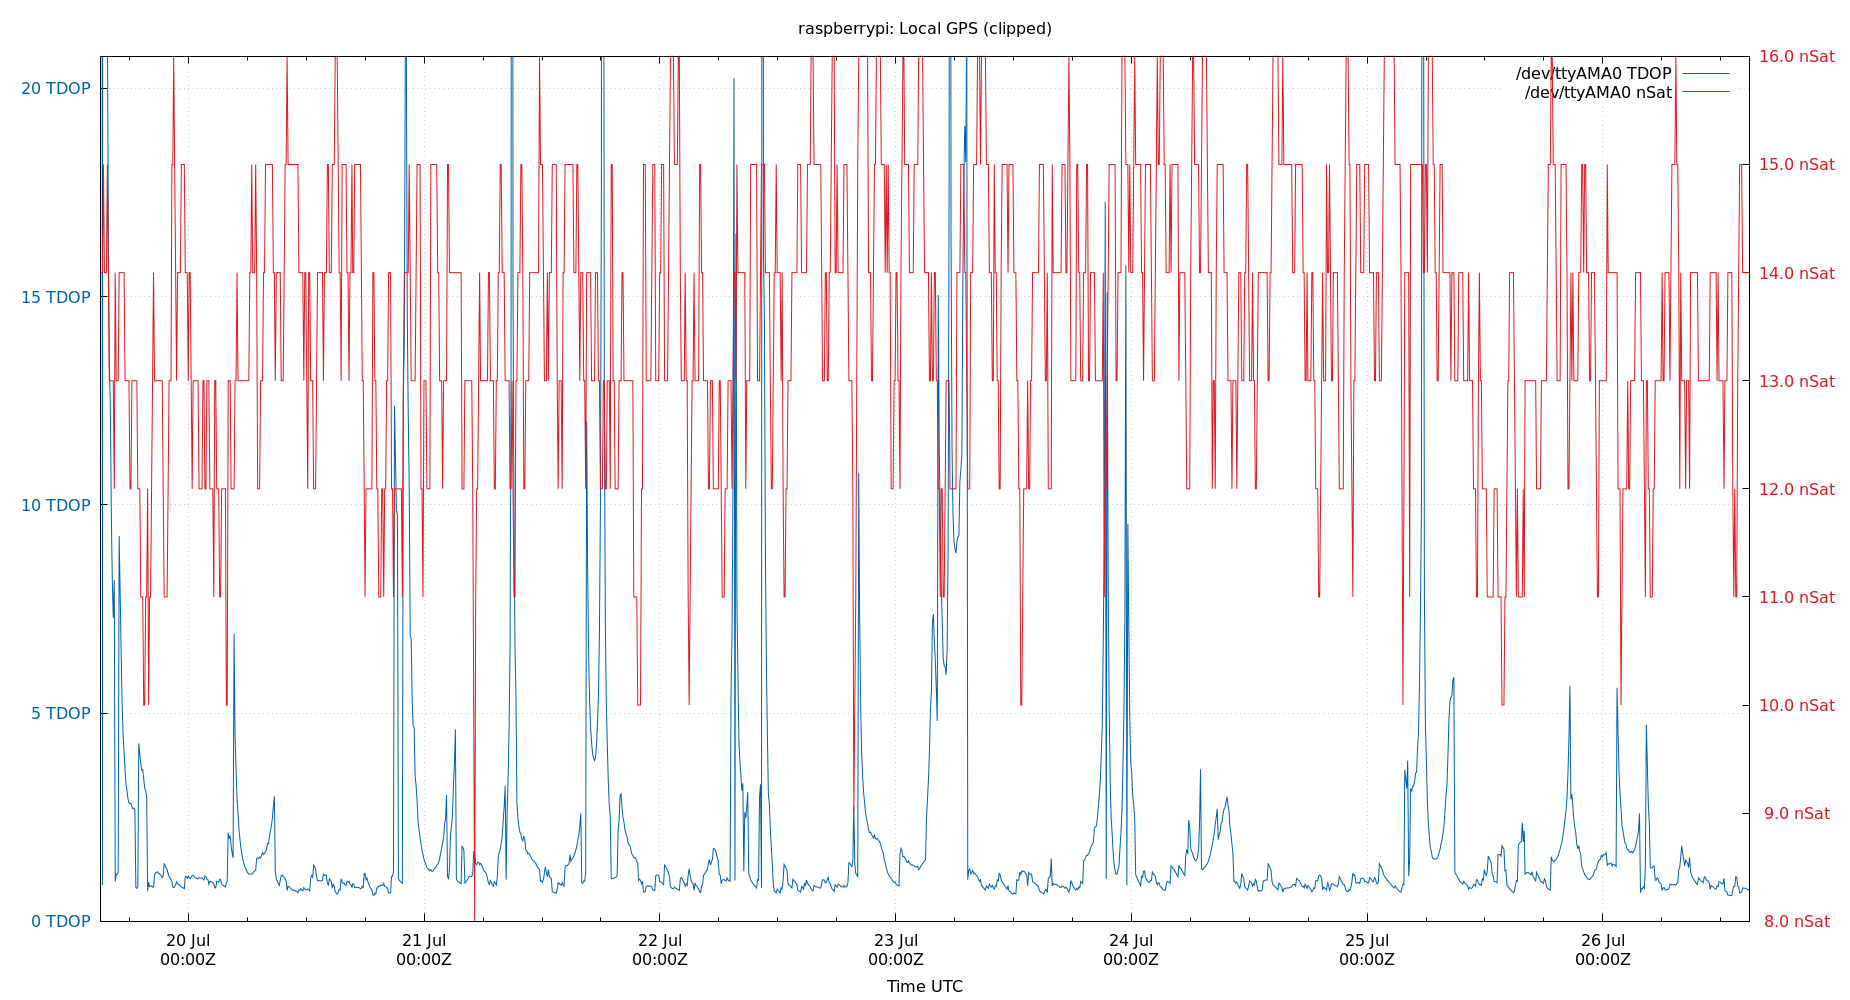 raspberrypi: Local GPS (clipped)
/dev/ttyAMA0 TDOP
/dev/ttyAMA0 nSat
20 TDOP
15 TDOP
10 TDOP
5 TDOP
0 TDOP
16.0 nSat
15.0 nSat
14.0 nSat
13.0 nSat
12.0 nSat
11.0 nSat
10.0 nSat
9.0 nSat
8.0 nSat
20 Jul
00:00Z
21 Jul
00:00Z
22 Jul
00:00Z
23 Jul
00:00Z
24 Jul
00:00Z
25 Jul
00:00Z
26 Jul
00:00Z
Time UTC